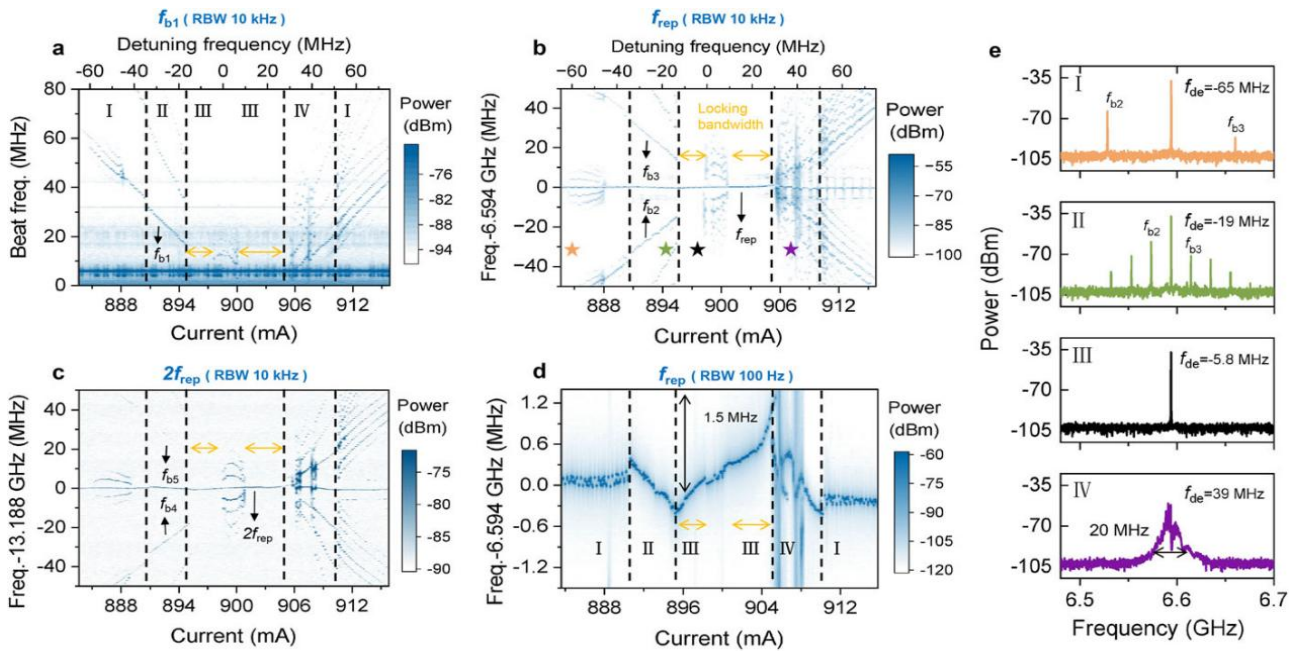 f_b1 ( RBW 10 kHz )
a
Detuning frequency (MHz)
-60 -30 0 30 60
I II III III IV I
Beat freq. (MHz)
80
60
40
20
0
f_b1
888 894 900 906 912
Current (mA)
Power
(dBm)
-76
-82
-88
-94
f_rep ( RBW 10 kHz )
b
Detuning frequency (MHz)
-60 -40 -20 0 20 40 60
Locking
bandwidth
Freq.-6.594 GHz (MHz)
40
20
0
-20
-40
f_b3
f_b2
f_rep
888 894 900 906 912
Current (mA)
Power
(dBm)
-55
-70
-85
-100
c
2f_rep ( RBW 10 kHz )
Freq.-13.188 GHz (MHz)
40
20
0
-20
-40
f_b5
f_b4
2f_rep
888 894 900 906 912
Current (mA)
Power
(dBm)
-75
-80
-85
-90
d
f_rep (RBW 100 Hz )
Freq.-6.594 GHz (MHz)
1.2
0.6
0.0
-0.6
-1.2
1.5 MHz
I II III III IV I
888 896 904 912
Current (mA)
Power
(dBm)
-60
-70
-80
-90
-100
-110
-120
e
Power (dBm)
-35
-70
-105
I
f_de=-65 MHz
f_b2
f_b3
-35
-70
-105
II
f_de=-19 MHz
f_b2
f_b3
-35
-70
-105
III
f_de=-5.8 MHz
-35
-70
-105
IV
f_de=39 MHz
20 MHz
6.5 6.6 6.7
Frequency (GHz)